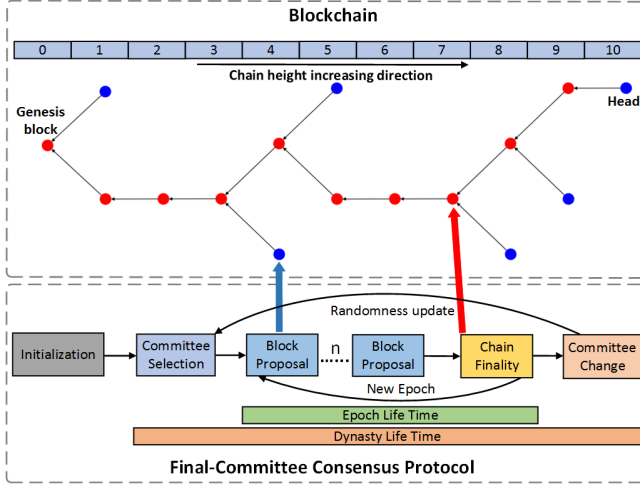 Blockchain
0 1 2 3 4 5 6 7 8 9 10
Chain height increasing direction
Genesis
block
Head
Randomness update
Initialization
Committee
Selection
Block
Proposal
n
......
Block
Proposal
Chain
Finality
Committee
Change
New Epoch
Epoch Life Time
Dynasty Life Time
Final-Committee Consensus Protocol